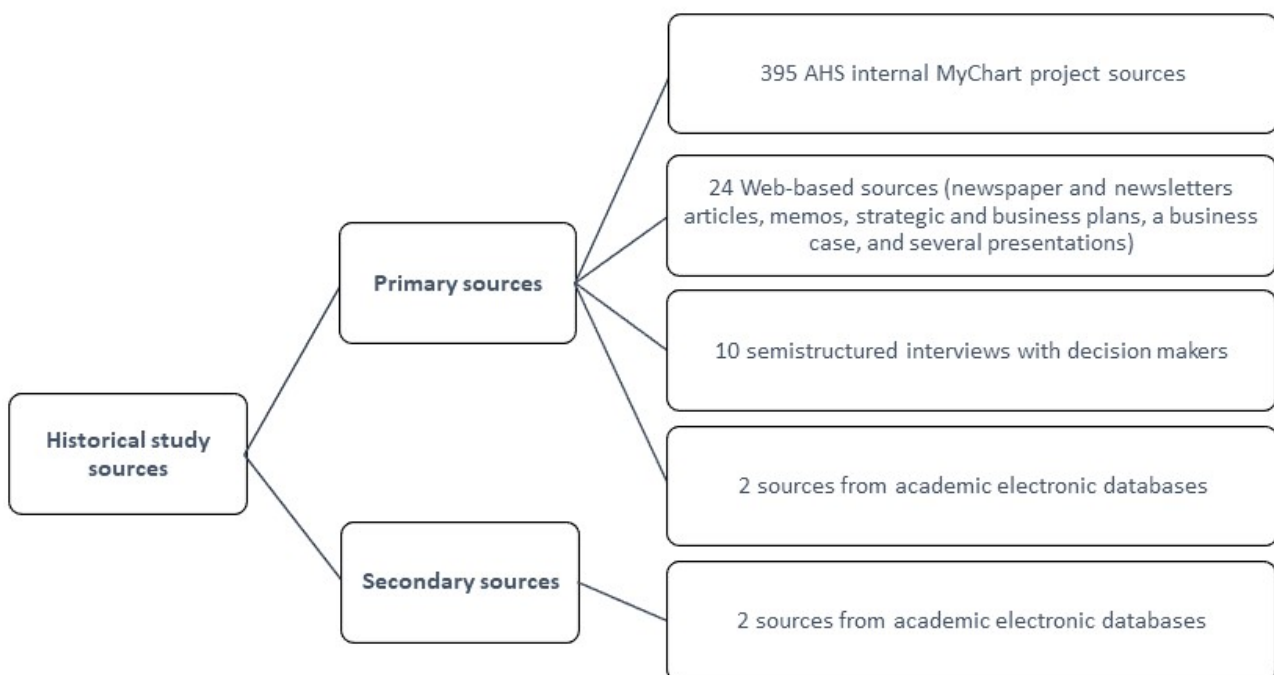 395 AHS internal MyChart project sources
24 Web-based sources (newspaper and newsletters
articles, memos, strategic and business plans, a business
case, and several presentations)
Primary sources
10 semistructured interviews with decision makers
Historical study
sources
2 sources from academic electronic databases
Secondary sources
2 sources from academic electronic databases